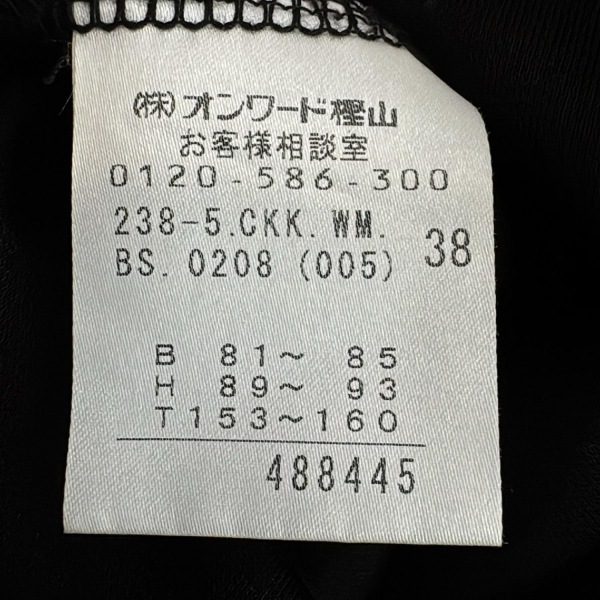 (株)オンワード樫山
お客様相談室
0120-586-300
238-5.CKK.WM.
BS.0208 (005) 38
B 81～ 85
H 89～ 93
T153～160
488445